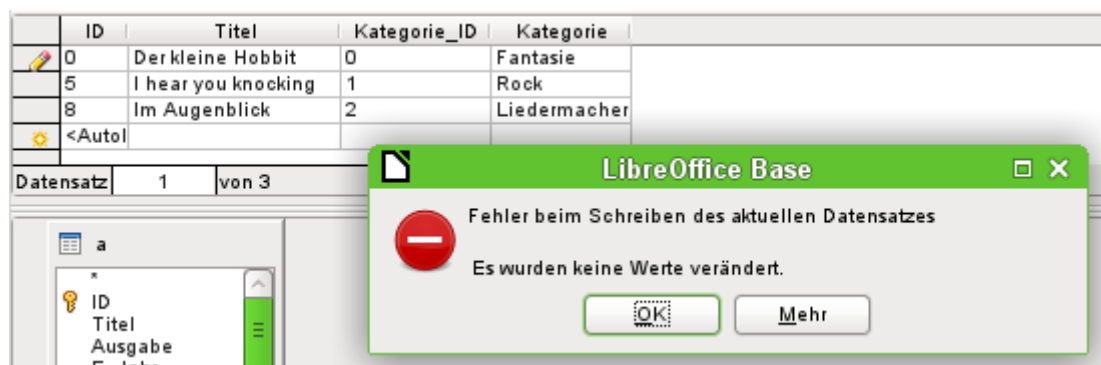 ID Titel Kategorie_ID Kategorie
0 Der kleine Hobbit 0 Fantasie
5 I hear you knocking 1 Rock
8 Im Augenblick 2 Liedermacher
<AutoI
Datensatz 1 von 3
LibreOffice Base
Fehler beim Schreiben des aktuellen Datensatzes
Es wurden keine Werte verändert.
OK Mehr
a
*
ID
Titel
Ausgabe